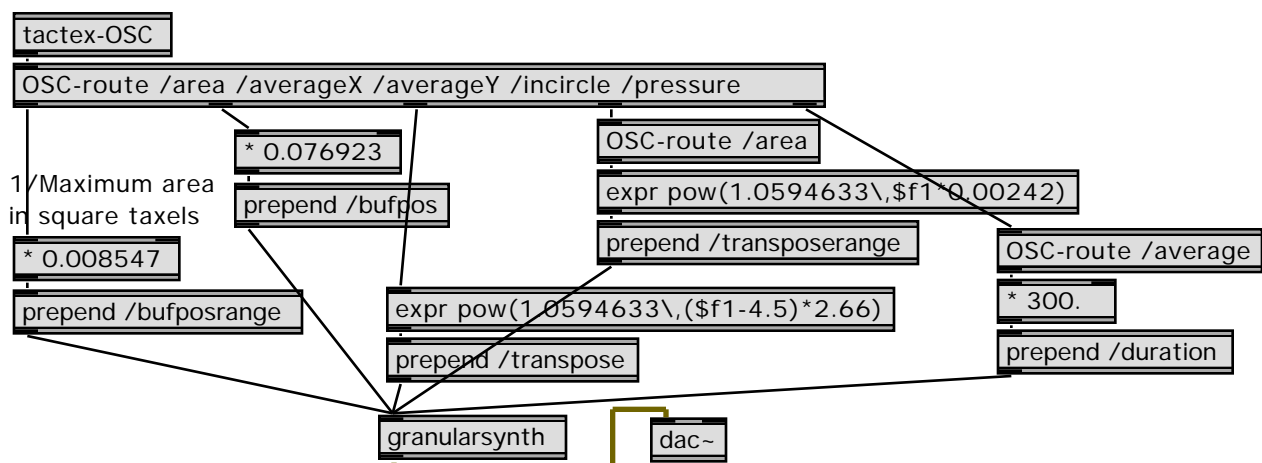 tactex-OSC
OSC-route /area /averageX /averageY /incircle /pressure
* 0.076923
OSC-route /area
1/Maximum area
in square taxels
prepend /bufpos
expr pow(1.0594633\,$f1*0.00242)
* 0.008547
prepend /transposerange
OSC-route /average
prepend /bufposrange
expr pow(1.0594633\,($f1-4.5)*2.66)
* 300.
prepend /transpose
prepend /duration
granularsynth
dac~